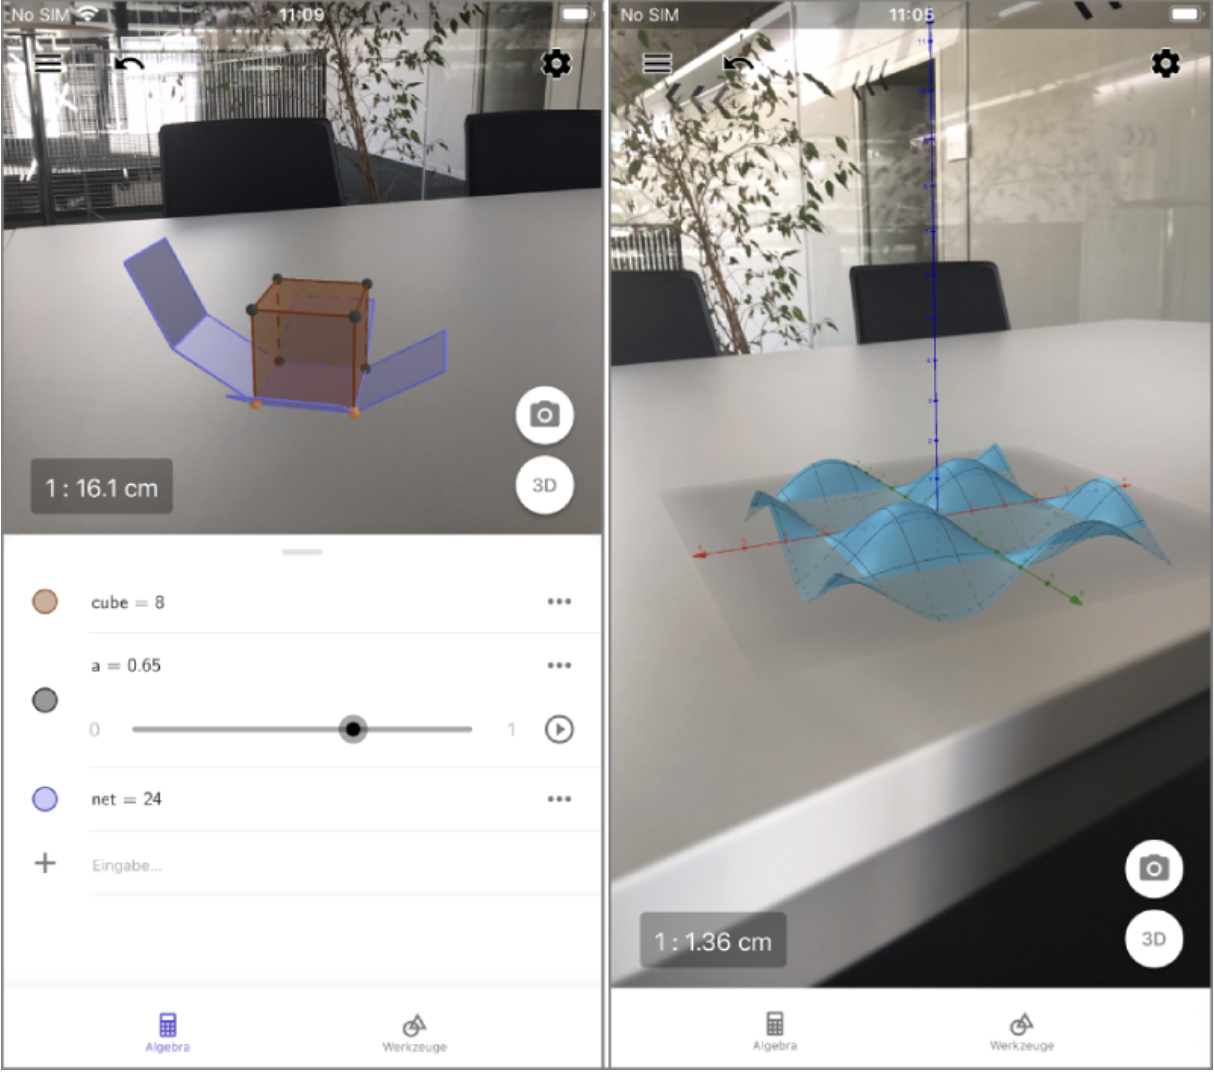 No SIM 11:09
3D
1 : 16.1 cm
cube = 8
a = 0.65
0 1
net = 24
Eingabe...
Algebra Werkzeuge
No SIM 11:05
3D
1 : 1.36 cm
Algebra Werkzeuge